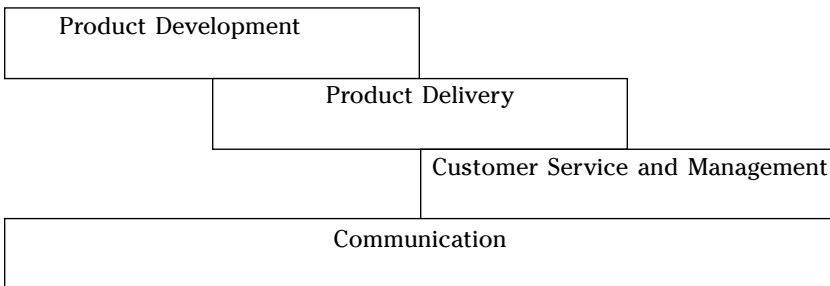 Product Development
Product Delivery
Customer Service and Management
Communication